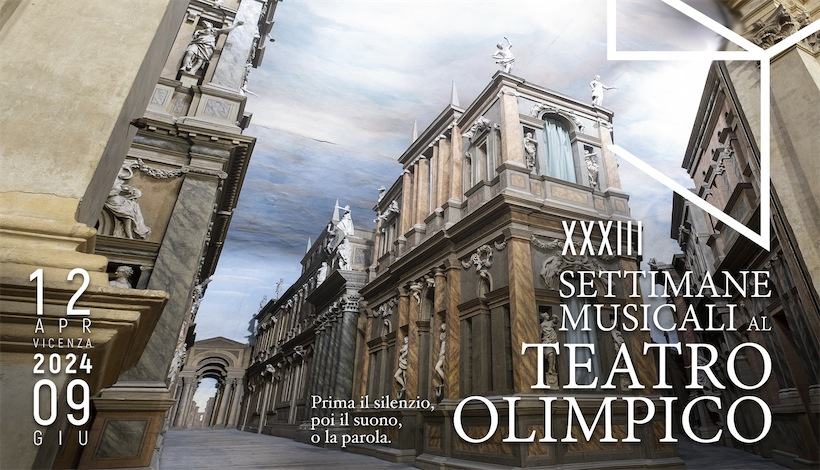 12
APR
VICENZA
2024
09
GIU
Prima il silenzio,
poi il suono,
o la parola.
XXXIII
SETTIMANE
MUSICALI AL
TEATRO
OLIMPICO